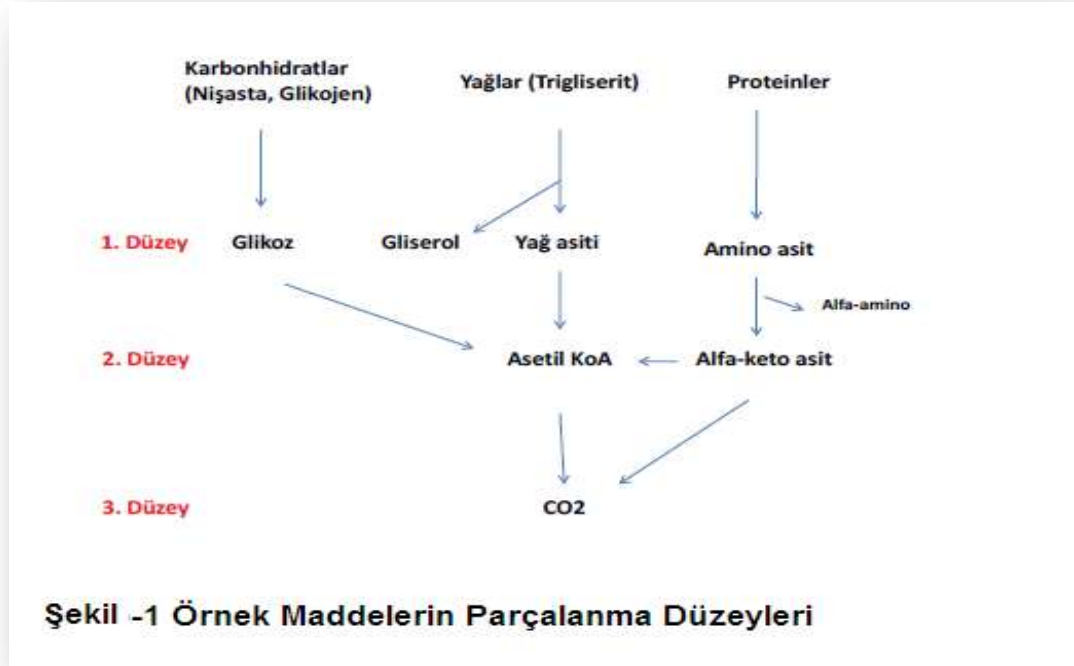 Karbonhidratlar
(Nişasta, Glikojen)
Yağlar (Trigliserit)
Proteinler
1. Düzey
Glikoz
Gliserol
Yağ asiti
Amino asit
Alfa-amino
2. Düzey
Asetil KoA
Alfa-keto asit
3. Düzey
CO2
Şekil -1 Örnek Maddelerin Parçalanma Düzeyleri